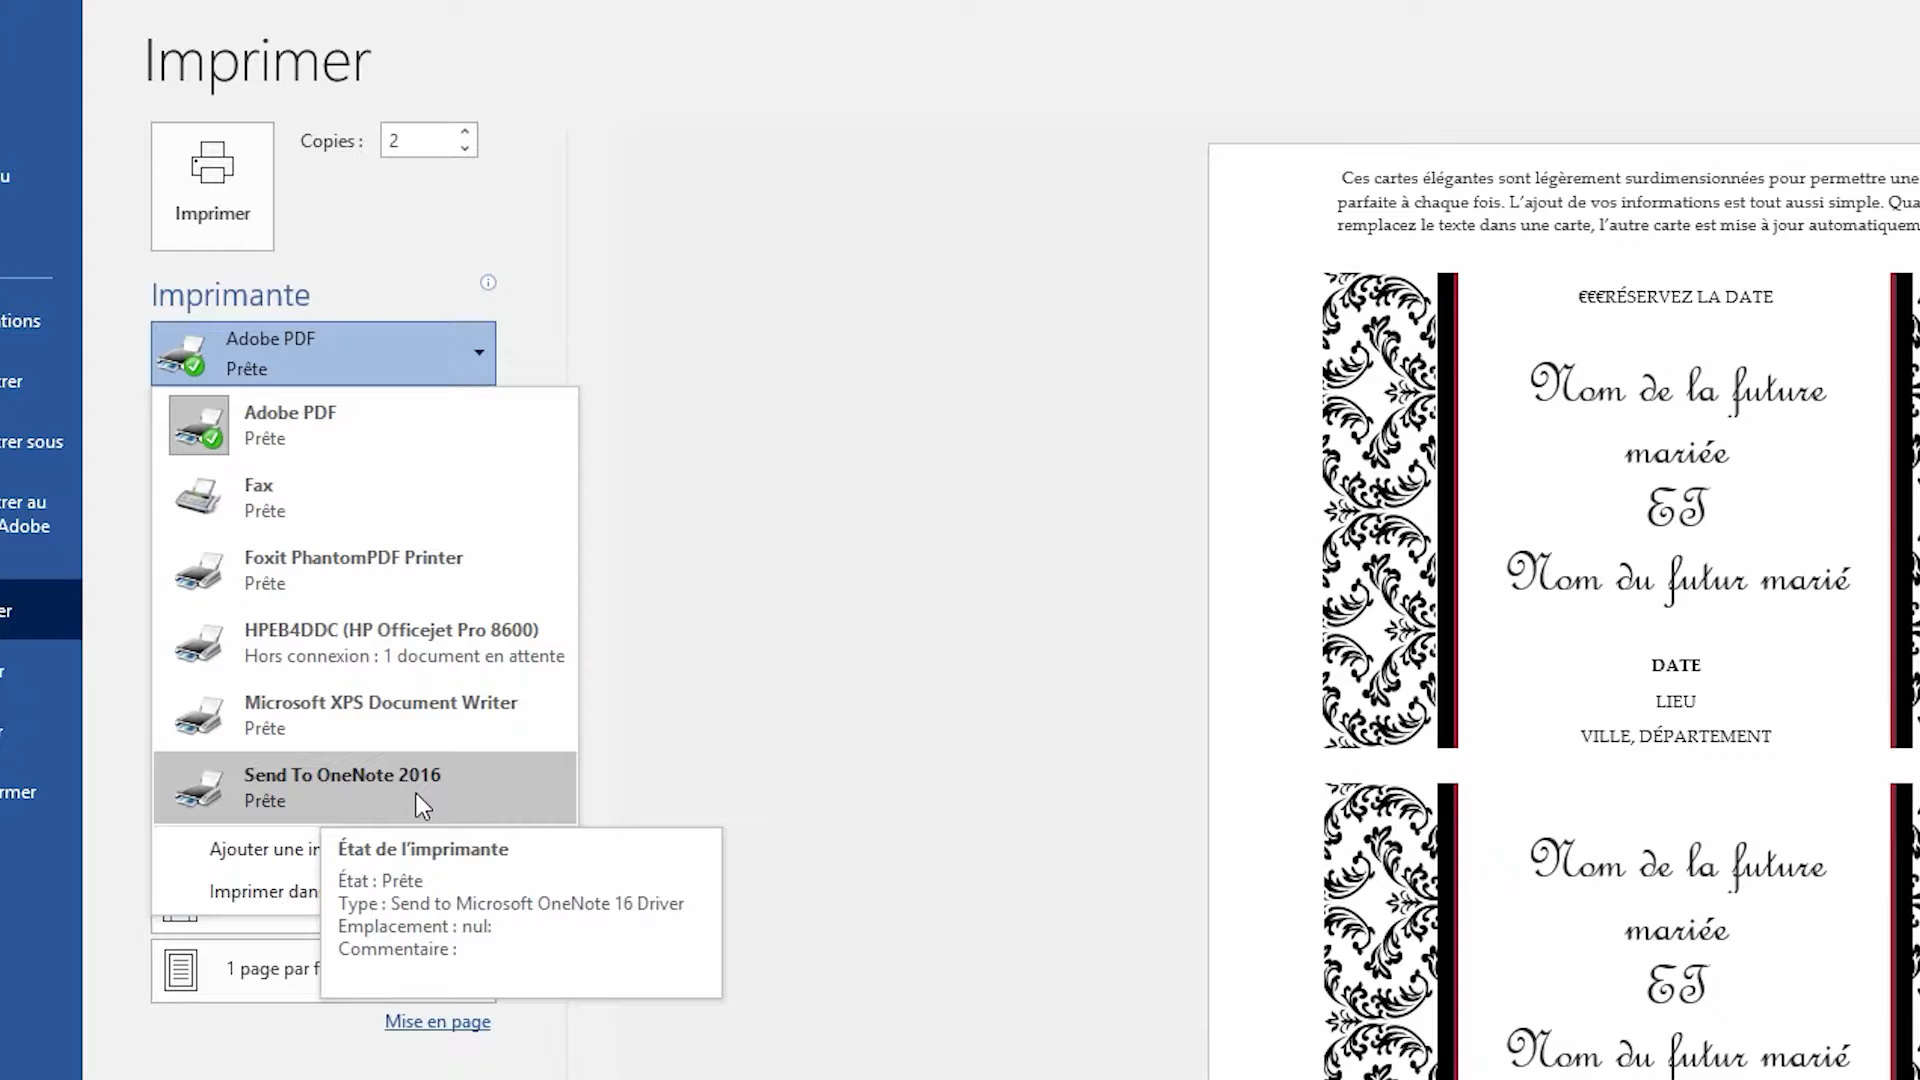 Imprimer
u
Copies :
2
Imprimer
Imprimante
Adobe PDF
Prête
Adobe PDF
Prête
Fax
Prête
Foxit PhantomPDF Printer
Prête
HPEB4DDC (HP Officejet Pro 8600)
Hors connexion : 1 document en attente
Microsoft XPS Document Writer
Prête
Send To OneNote 2016
Prête
Ajouter une i
Imprimer dan
État de l'imprimante
État : Prête
Type : Send to Microsoft OneNote 16 Driver
Emplacement : nul:
Commentaire :
1 page par f
Mise en page
tions
rer
rer sous
rer au
Adobe
er
r
r
rmer
Ces cartes élégantes sont légèrement surdimensionnées pour permettre une
parfaite à chaque fois. L'ajout de vos informations est tout aussi simple. Qua
remplacez le texte dans une carte, l'autre carte est mise à jour automatiquem
€€€RÉSERVEZ LA DATE
Nom de la future
mariée
ET
Nom du futur marié
DATE
LIEU
VILLE, DÉPARTEMENT
Nom de la future
mariée
ET
Nom du futur marié